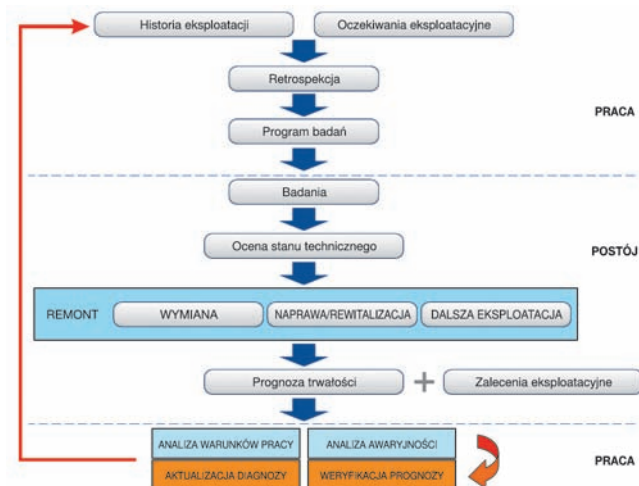 Historia eksploatacji
Oczekiwania eksploatacyjne
Retrospekcja
Program badań
PRACA
Badania
Ocena stanu technicznego
POSTÓJ
REMONT
WYMIANA
NAPRAWA/REWITALIZACJA
DALSZA EKSPLOATACJA
Prognoza trwałości
+
Zalecenia eksploatacyjne
ANALIZA WARUNKÓW PRACY
ANALIZA AWARYJNOŚCI
AKTUALIZACJA DIAGNOZY
WERYFIKACJA PROGNOZY
PRACA